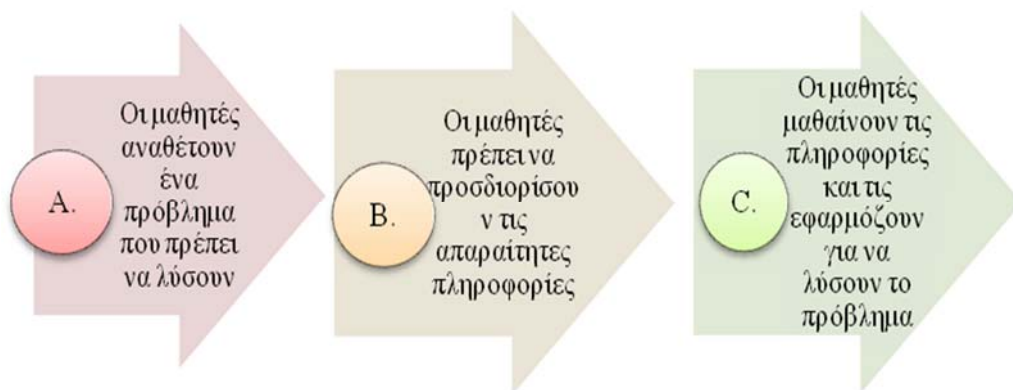 A.
Οι μαθητές
αναθέτουν
ένα
πρόβλημα
που πρέπει
να λύσουν
B.
Οι μαθητές
πρέπει να
προσδιορίσου
ν τις
απαραίτητες
πληροφορίες
C.
Οι μαθητές
μαθαίνουν τις
πληροφορίες
και τις
εφαρμόζουν
για να
λύσουν το
πρόβλημα